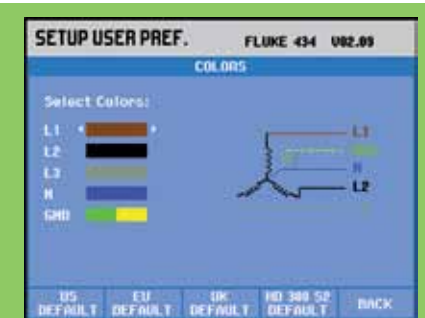 SETUP USER PREF. FLUKE 434 V02.09
COLORS
Select Colors:
L1 L1
L2
L3 N
N L2
GND
US DEFAULT EU DEFAULT UK DEFAULT HD 308 S2 DEFAULT BACK